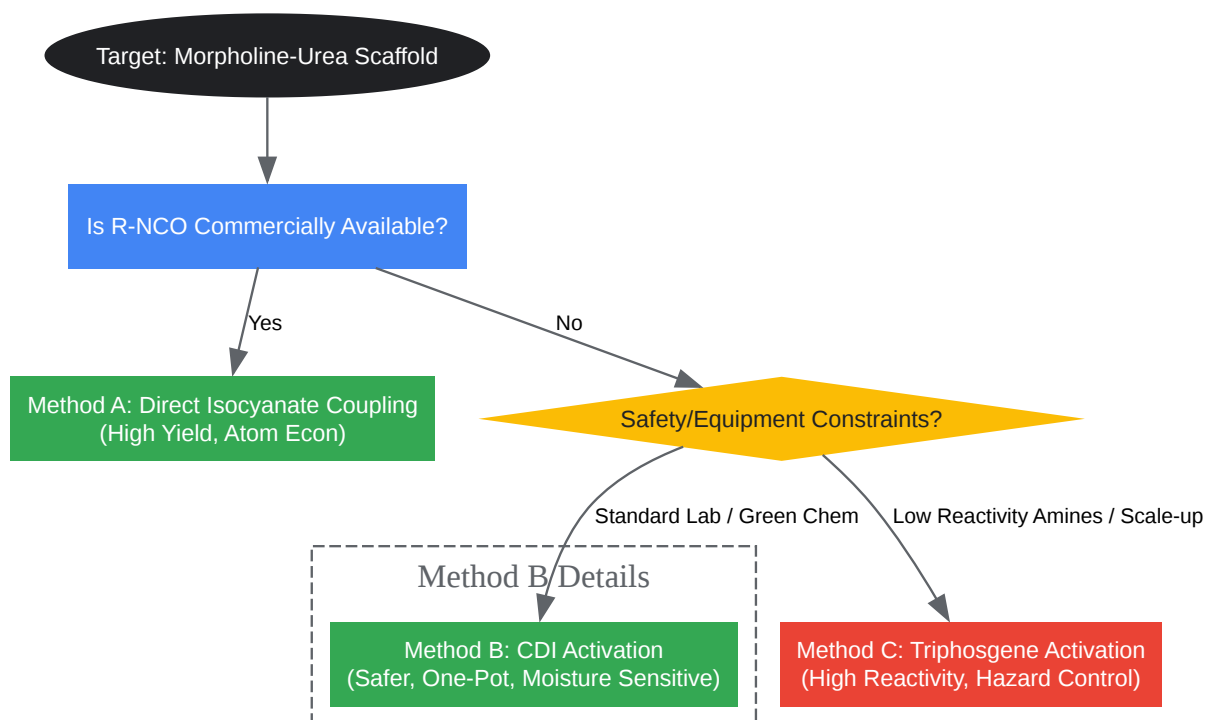 Target: Morpholine-Urea Scaffold
Is R-NCO Commercially Available?
Yes
No
Method A: Direct Isocyanate Coupling
(High Yield, Atom Econ)
Safety/Equipment Constraints?
Standard Lab / Green Chem
Low Reactivity Amines / Scale-up
Method B Details
Method B: CDI Activation
(Safer, One-Pot, Moisture Sensitive)
Method C: Triphosgene Activation
(High Reactivity, Hazard Control)